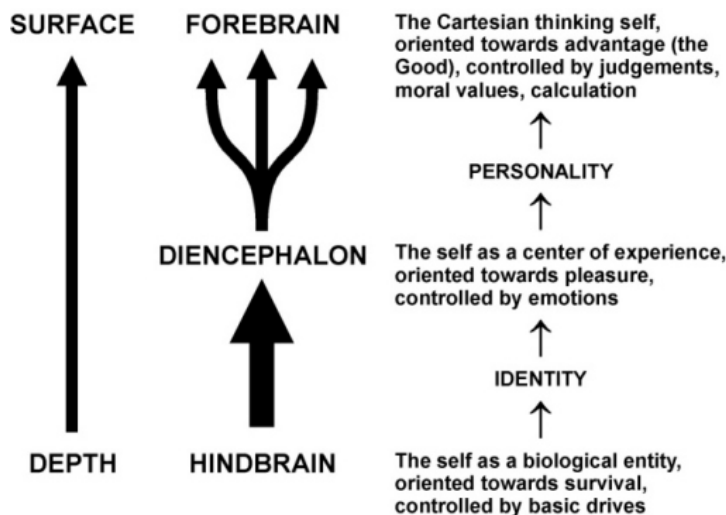 SURFACE
FOREBRAIN
The Cartesian thinking self,
oriented towards advantage (the
Good), controlled by judgements,
moral values, calculation
PERSONALITY
DIENCEPHALON
The self as a center of experience,
oriented towards pleasure,
controlled by emotions
IDENTITY
DEPTH
HINDBRAIN
The self as a biological entity,
oriented towards survival,
controlled by basic drives